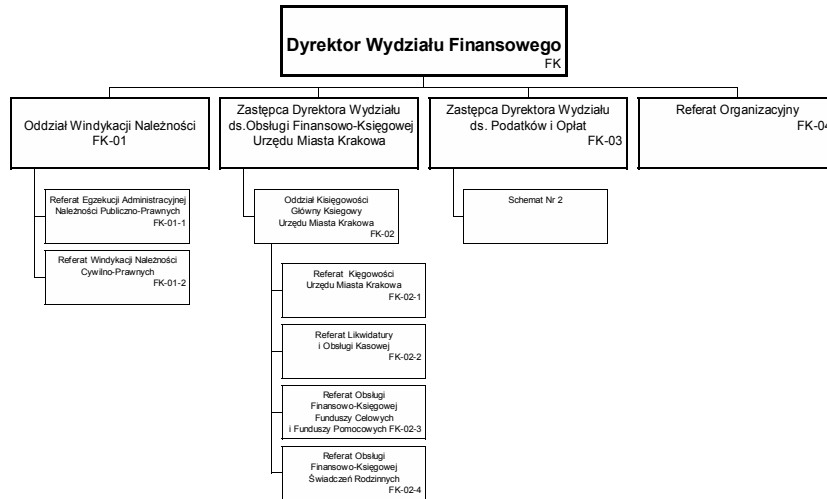 Dyrektor Wydziału Finansowego
FK
Oddział Windykacji Należności
FK-01
Zastępca Dyrektora Wydziału
ds.Obsługi Finansowo-Księgowej
Urzędu Miasta Krakowa
Zastępca Dyrektora Wydziału
ds. Podatków i Opłat
FK-03
Referat Organizacyjny
FK-04
Referat Egzekucji Administracyjnej
Należności Publiczno-Prawnych
FK-01-1
Referat Windykacji Należności
Cywilno-Prawnych
FK-01-2
Oddział Kisięgowości
Główny Ksiegowy
Urzędu Miasta Krakowa
FK-02
Referat Kięgowości
Urzędu Miasta Krakowa
FK-02-1
Referat Likwidatury
i Obsługi Kasowej
FK-02-2
Referat Obsługi
Finansowo-Księgowej
Funduszy Celowych
i Funduszy Pomocowych FK-02-3
Referat Obsługi
Finansowo-Księgowej
Świadczeń Rodzinnych
FK-02-4
Schemat Nr 2